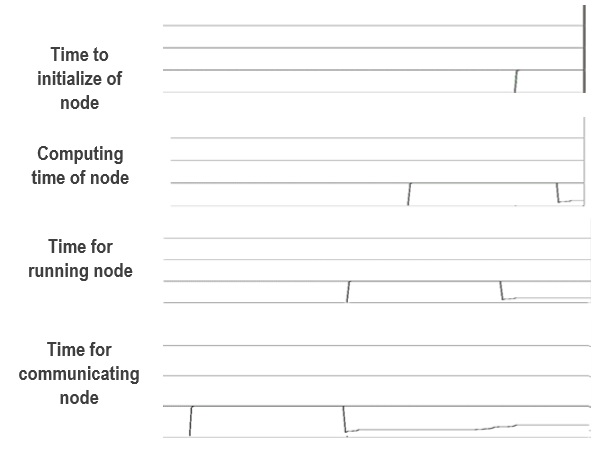 Time to
initialize of
node
Computing
time of node
Time for
running node
Time for
communicating
node